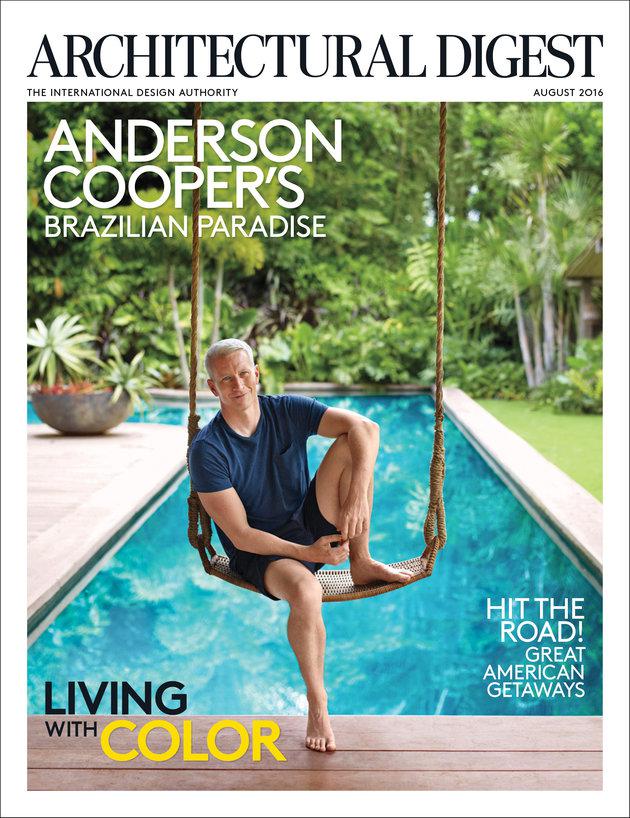 ARCHITECTURAL DIGEST
THE INTERNATIONAL DESIGN AUTHORITY
AUGUST 2016
ANDERSON
COOPER'S
BRAZILIAN PARADISE
HIT THE
ROAD!
GREAT
AMERICAN
GETAWAYS
LIVING
WITH COLOR